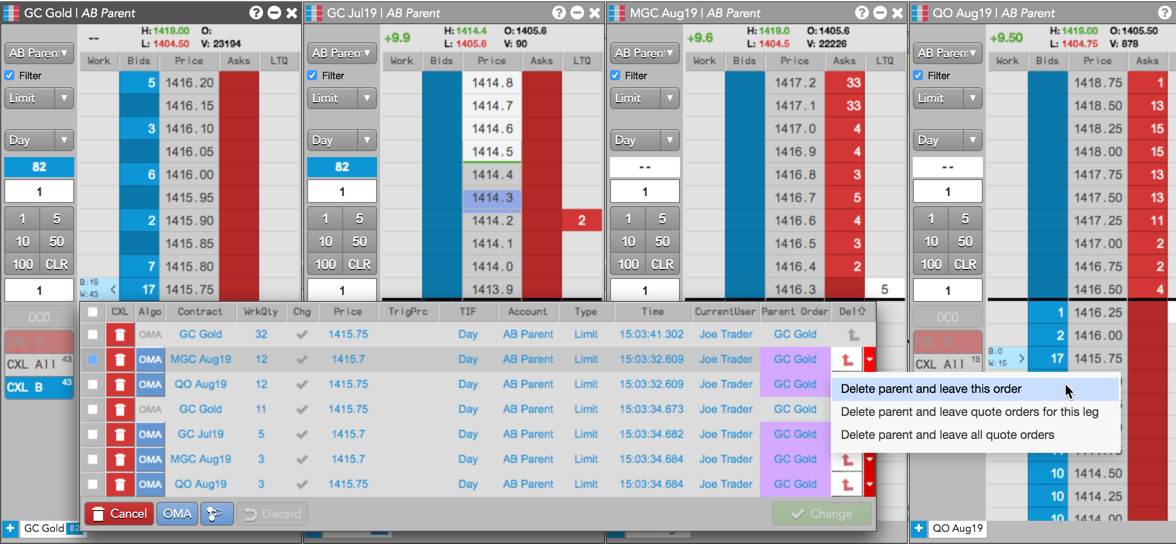 GC Gold | AB Parent
GC Jul19 | AB Parent
MGC Aug19 | AB Parent
QO Aug19 | AB Parent
AB Paren
Filter
Limit
Day
82
1
1 5
10 50
100 CLR
1
OCO
CXL S
CXL All 43
CXL B 43
--
H: 1419.00 O:
L: 1404.50 V: 23194
Work Bids Price Asks LTQ
5 1416.20
1416.15
3 1416.10
1416.05
6 1416.00
1415.95
2 1415.90
1415.85
7 1415.80
B: 19
W: 43
17 1415.75
AB Paren
Filter
Limit
Day
82
1
1 5
10 50
100 CLR
1
+9.9
H: 1414.4 O: 1405.6
L: 1405.6 V: 90
Work Bids Price Asks LTQ
1414.8
1414.7
1414.6
1414.5
1414.4
1414.3
1414.2 2
1414.1
1414.0
1413.9
AB Paren
Filter
Limit
Day
--
1
1 5
10 50
100 CLR
1
+9.6
H: 1419.0 O: 1405.6
L: 1404.5 V: 22226
Work Bids Price Asks LTQ
1417.2 33
1417.1 33
1417.0 4
1416.9 4
1416.8 3
1416.7 5
1416.6 4
1416.5 3
1416.4 2
1416.3 5
AB Paren
Filter
Limit
Day
--
1
1 5
10 50
100 CLR
1
OCO
CXL S
CXL All 15
+9.50
H: 1419.00 O: 1405.50
L: 1404.75 V: 878
Work Bids Price Asks
1418.75 1
1418.50 13
1418.25 15
1418.00 15
1417.75 13
1417.50 13
1417.25 11
1417.00 2
1416.75 2
1416.50 4
1 1416.25
2 1416.00
B: 0
W: 15
17 1415.75
10 1414.50
10 1414.25
10 1414.00
CXL Algo Contract WrkQty Chg Price TrigPrc TIF Account Type Time CurrentUser Parent Order Del
OMA GC Gold 32 1415.75 Day AB Parent Limit 15:03:41.302 Joe Trader GC Gold
OMA MGC Aug19 12 1415.7 Day AB Parent Limit 15:03:32.609 Joe Trader GC Gold
OMA QO Aug19 12 1415.75 Day AB Parent Limit 15:03:32.609 Joe Trader GC Gold
OMA GC Gold 11 1415.75 Day AB Parent Limit 15:03:34.673 Joe Trader GC Gold
OMA GC Jul19 5 1415.7 Day AB Parent Limit 15:03:34.682 Joe Trader GC Gold
OMA MGC Aug19 3 1415.7 Day AB Parent Limit 15:03:34.684 Joe Trader GC Gold
OMA QO Aug19 3 1415.75 Day AB Parent Limit 15:03:34.684 Joe Trader GC Gold
Cancel OMA Discard Change
Delete parent and leave this order
Delete parent and leave quote orders for this leg
Delete parent and leave all quote orders
GC Gold 82
QO Aug19